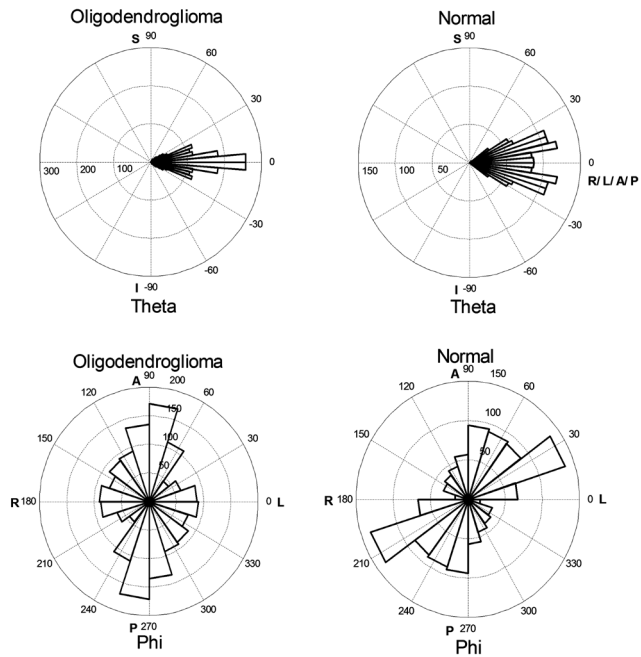 Oligodendroglioma Normal
S 90 S 90
60 60
30 30
300 200 100 0 150 100 50 0
R/ L/ A/ P
-30 -30
-60 -60
I -90 I -90
Theta Theta
Oligodendroglioma Normal
A 90 200 A 90 150
120 60 120 60
150 100
150 100 30 150 50 30
50
R 180 0 L R 180 0 L
210 330 210 330
240 300 240 300
P 270 P 270
Phi Phi